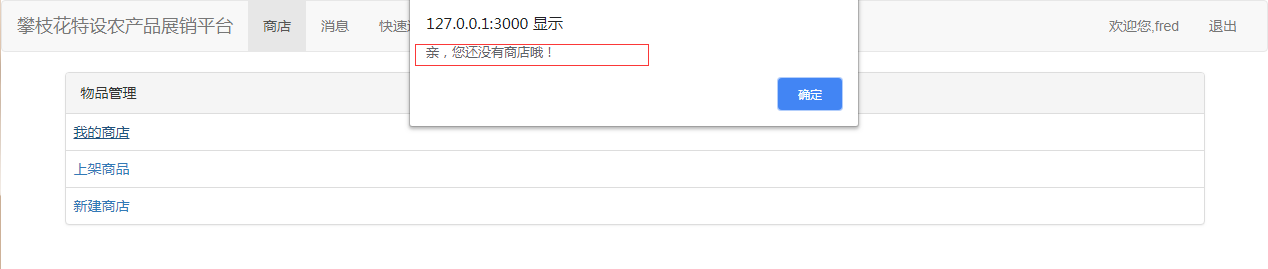 攀枝花特设农产品展销平台 商店 消息 快速 欢迎您,fred 退出
127.0.0.1:3000 显示
亲，您还没有商店哦！
确定
物品管理
我的商店
上架商品
新建商店